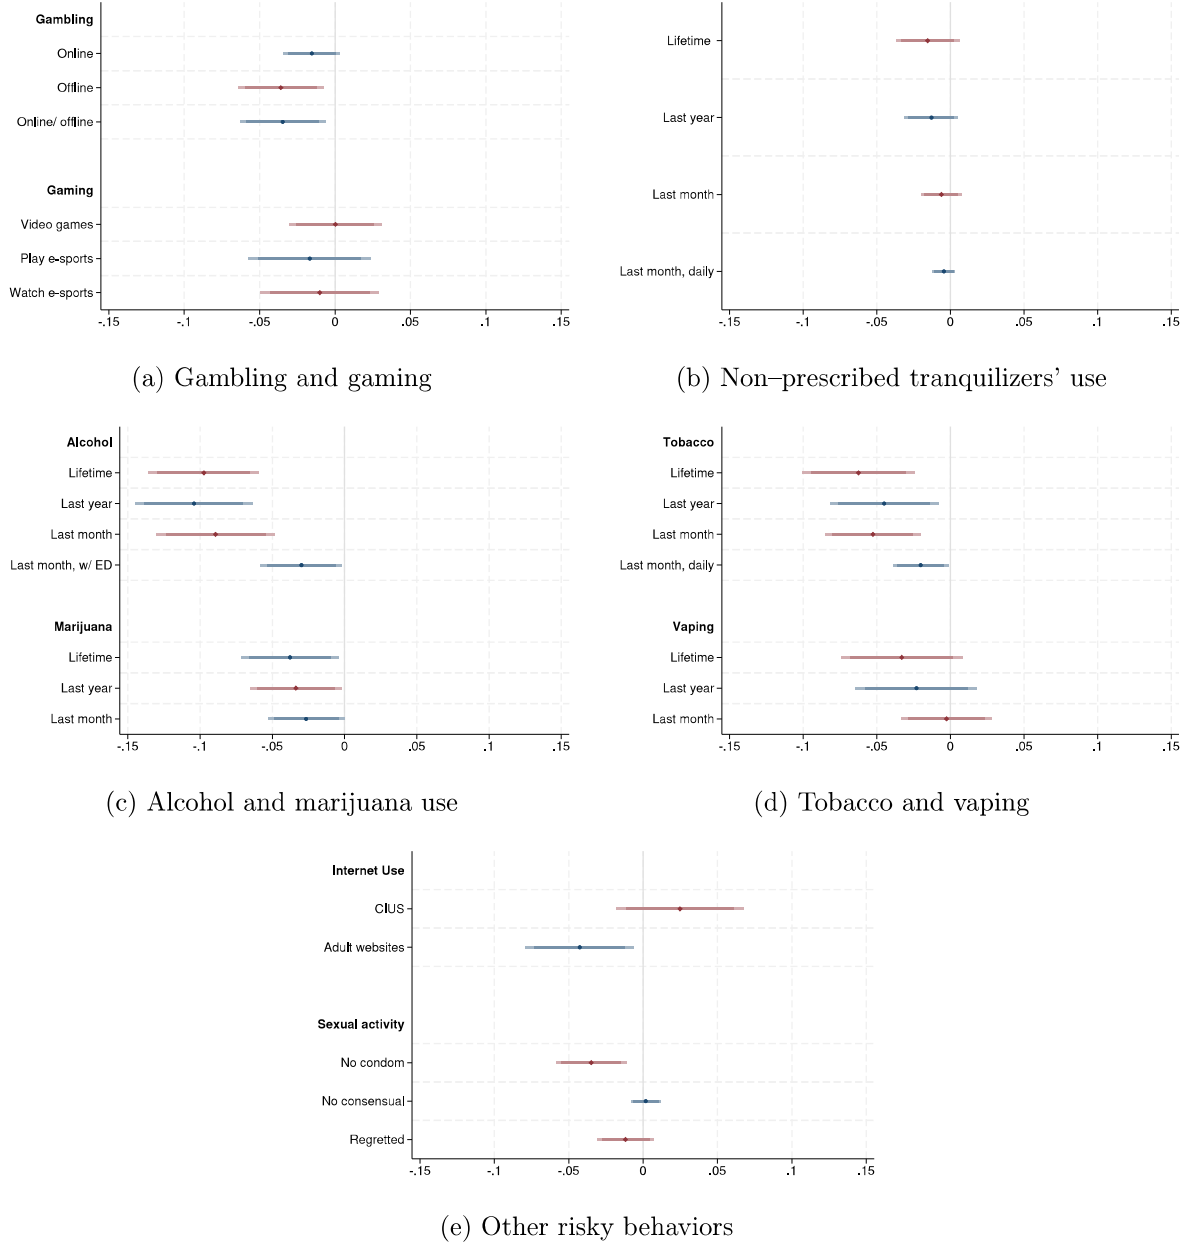 Gambling
Online
Offline
Online/ offline
Gaming
Video games
Play e-sports
Watch e-sports
-.15 -.1 -.05 0 .05 .1 .15
(a) Gambling and gaming
Lifetime
Last year
Last month
Last month, daily
-.15 -.1 -.05 0 .05 .1 .15
(b) Non–prescribed tranquilizers' use
Alcohol
Lifetime
Last year
Last month
Last month, w/ ED
Marijuana
Lifetime
Last year
Last month
-.15 -.1 -.05 0 .05 .1 .15
(c) Alcohol and marijuana use
Tobacco
Lifetime
Last year
Last month
Last month, daily
Vaping
Lifetime
Last year
Last month
-.15 -.1 -.05 0 .05 .1 .15
(d) Tobacco and vaping
Internet Use
CIUS
Adult websites
Sexual activity
No condom
No consensual
Regretted
-.15 -.1 -.05 0 .05 .1 .15
(e) Other risky behaviors